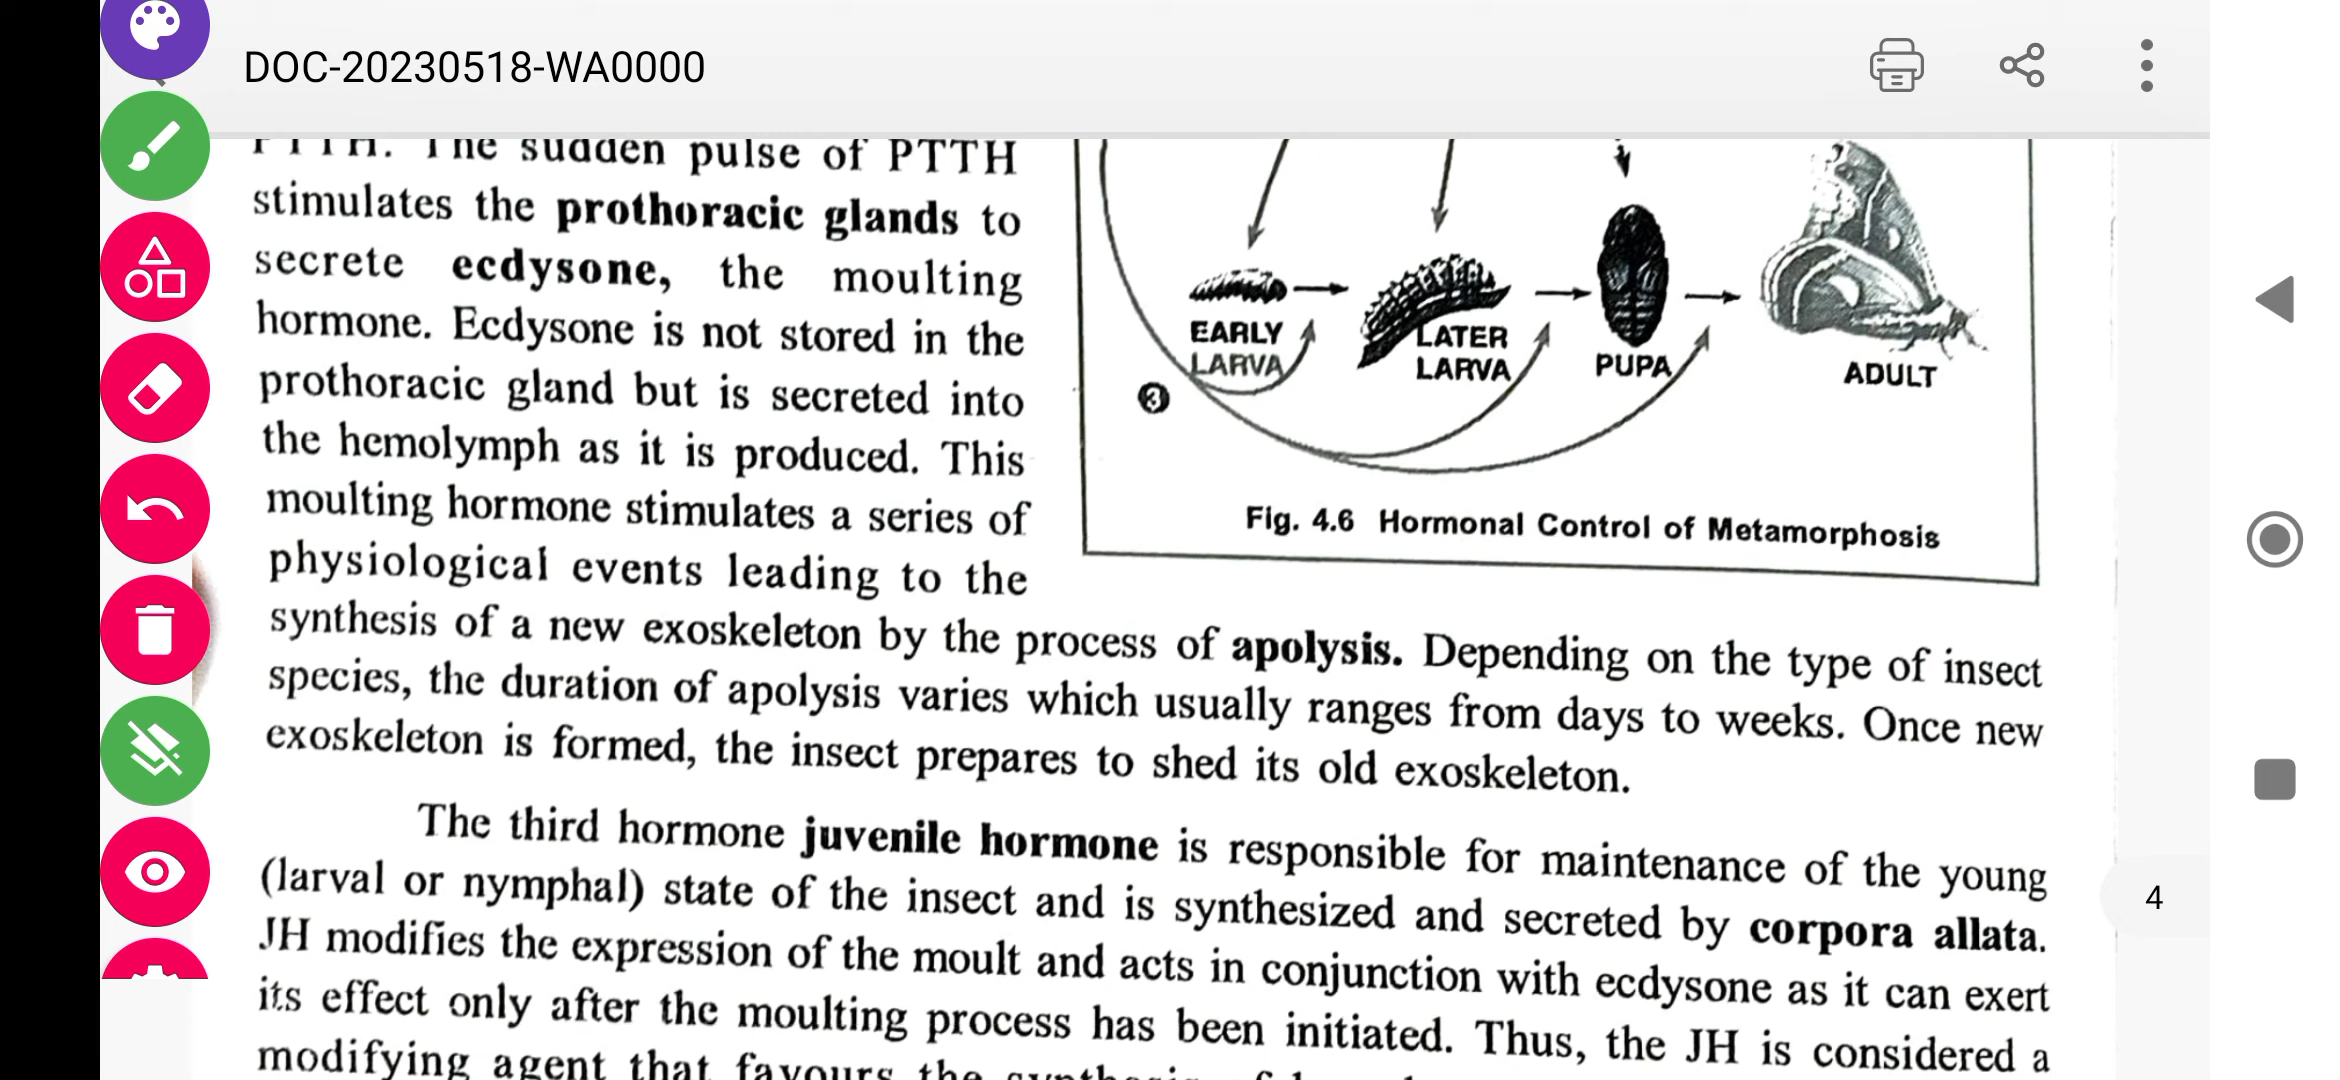 DOC-20230518-WA0000
PTTH. The sudden pulse of PTTH
stimulates the prothoracic glands to
secrete ecdysone, the moulting
hormone. Ecdysone is not stored in the
prothoracic gland but is secreted into
the hemolymph as it is produced. This
moulting hormone stimulates a series of
physiological events leading to the
EARLY
LARVA
LATER
LARVA
PUPA
ADULT
3
Fig. 4.6 Hormonal Control of Metamorphosis
synthesis of a new exoskeleton by the process of apolysis. Depending on the type of insect
species, the duration of apolysis varies which usually ranges from days to weeks. Once new
exoskeleton is formed, the insect prepares to shed its old exoskeleton.
The third hormone juvenile hormone is responsible for maintenance of the young
(larval or nymphal) state of the insect and is synthesized and secreted by corpora allata.
JH modifies the expression of the moult and acts in conjunction with ecdysone as it can exert
its effect only after the moulting process has been initiated. Thus, the JH is considered a
modifying agent that favours the synthesis of
4